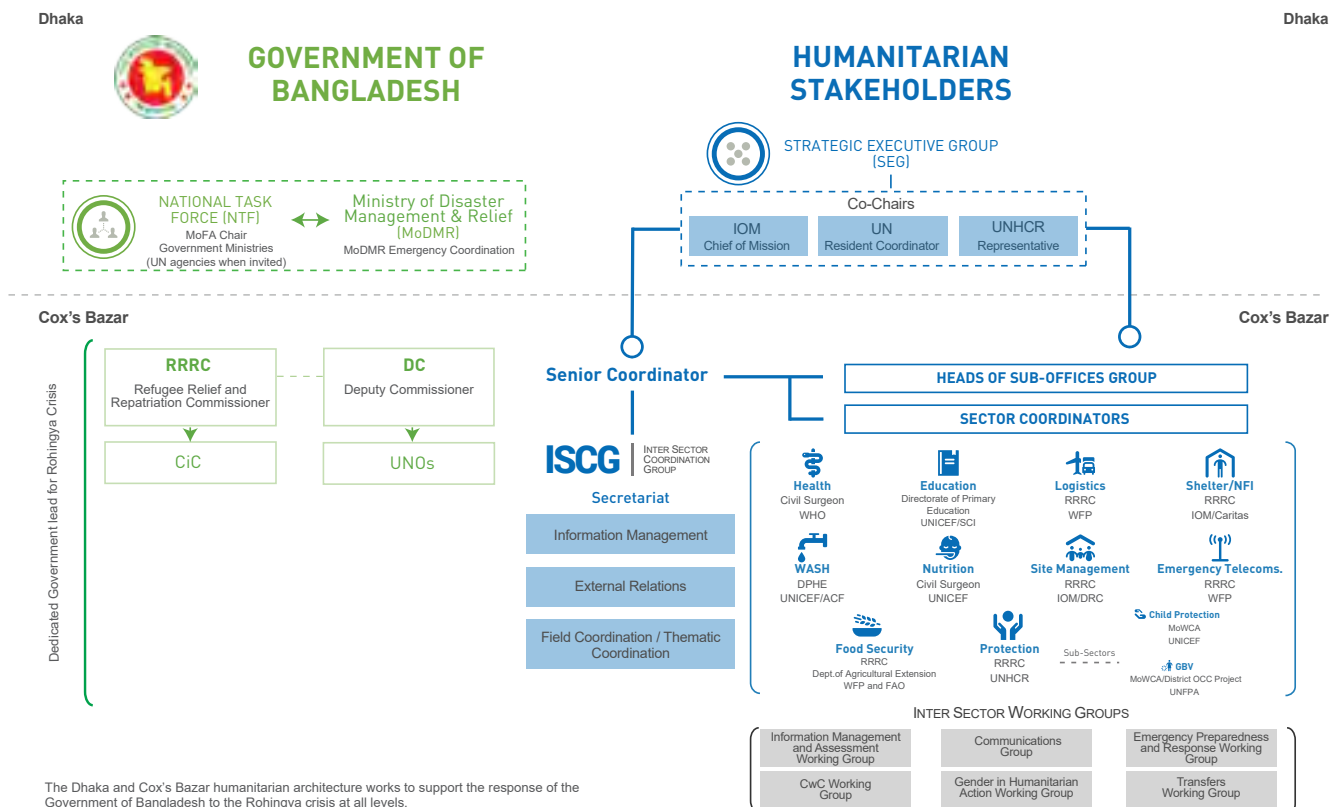 Dhaka
Dhaka
GOVERNMENT OF
BANGLADESH
HUMANITARIAN
STAKEHOLDERS
STRATEGIC EXECUTIVE GROUP
(SEG)
NATIONAL TASK
FORCE (NTF)
MoFA Chair
Government Ministries
(UN agencies when invited)
Ministry of Disaster
Management & Relief
(MoDMR)
MoDMR Emergency Coordination
Co-Chairs
IOM
Chief of Mission
UN
Resident Coordinator
UNHCR
Representative
Cox's Bazar
Cox's Bazar
Dedicated Government lead for Rohingya Crisis
RRRC
Refugee Relief and
Repatriation Commissioner
DC
Deputy Commissioner
CiC
UNOs
Senior Coordinator
HEADS OF SUB-OFFICES GROUP
SECTOR COORDINATORS
ISCG
INTER SECTOR
COORDINATION
GROUP
Secretariat
Information Management
External Relations
Field Coordination / Thematic
Coordination
Health
Civil Surgeon
WHO
Education
Directorate of Primary
Education
UNICEF/SCI
Logistics
RRRC
WFP
Shelter/NFI
RRRC
IOM/Caritas
WASH
DPHE
UNICEF/ACF
Nutrition
Civil Surgeon
UNICEF
Site Management
RRRC
IOM/DRC
Emergency Telecoms.
RRRC
WFP
Food Security
RRRC
Dept.of Agricultural Extension
WFP and FAO
Protection
RRRC
UNHCR
Sub-Sectors
Child Protection
MoWCA
UNICEF
GBV
MoWCA/District OCC Project
UNFPA
INTER SECTOR WORKING GROUPS
Information Management
and Assessment
Working Group
Communications
Group
Emergency Preparedness
and Response Working
Group
CwC Working
Group
Gender in Humanitarian
Action Working Group
Transfers
Working Group
The Dhaka and Cox's Bazar humanitarian architecture works to support the response of the
Government of Bangladesh to the Rohingya crisis at all levels.